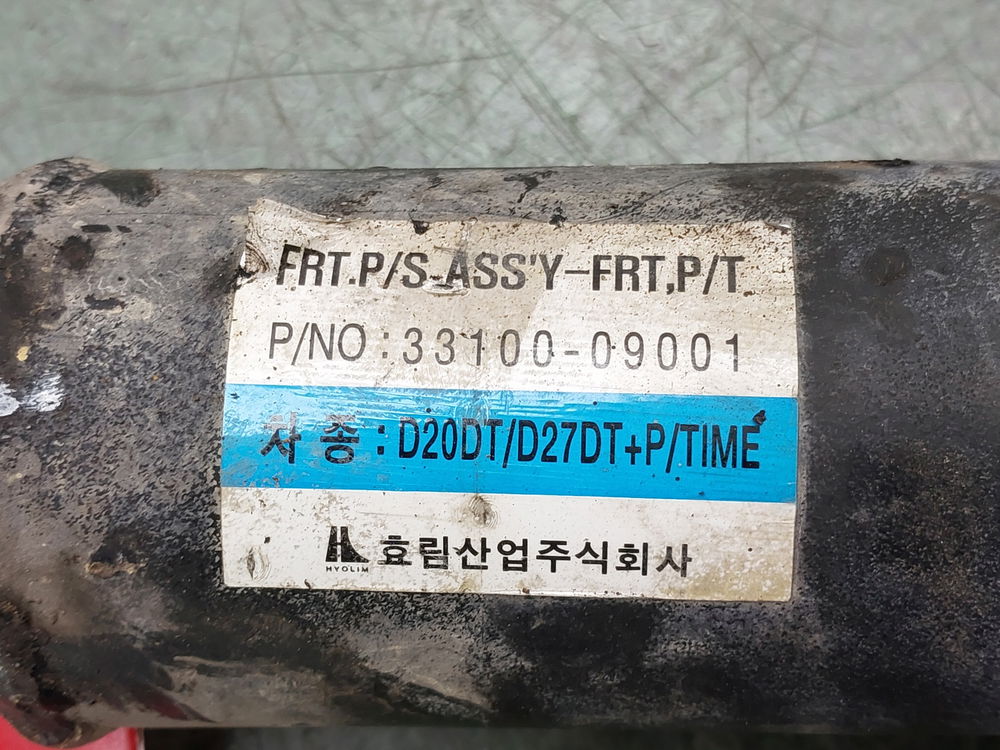 FRT.P/S ASS'Y-FRT,P/T
P/NO : 33100-09001
차종 : D20DT/D27DT+P/TIME
HYOLIM 효림산업주식회사